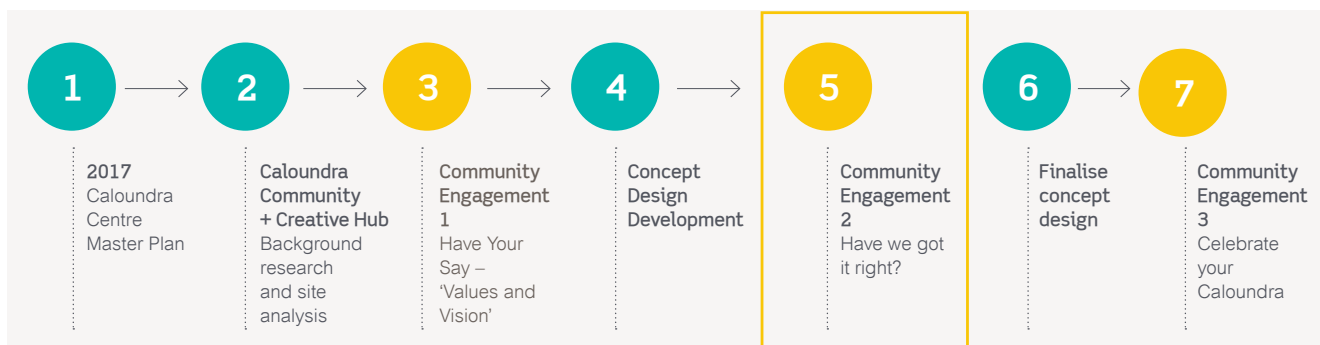 1
2017
Caloundra
Centre
Master Plan
2
Caloundra
Community
+ Creative Hub
Background
research
and site
analysis
3
Community
Engagement
1
Have Your
Say –
‘Values and
Vision’
4
Concept
Design
Development
5
Community
Engagement
2
Have we got
it right?
6
Finalise
concept
design
7
Community
Engagement
3
Celebrate
your
Caloundra